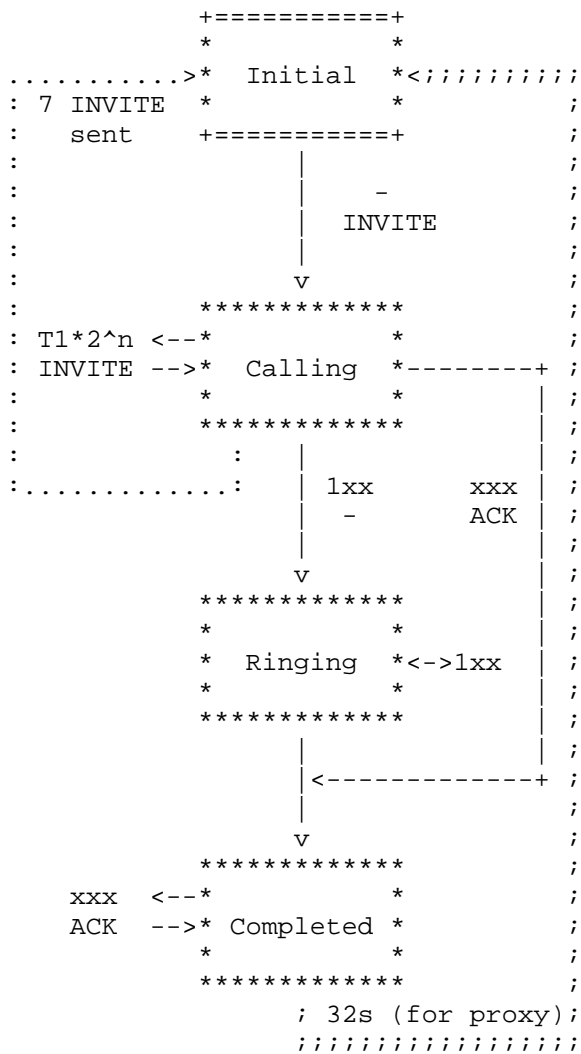 +===========+
*           *
...........>*  Initial  *<;;;;;;;;;;
: 7 INVITE  *           *          ;
:   sent    +===========+          ;
:                 |                ;
:                 |    -           ;
:                 |  INVITE        ;
:                 |                ;
:                 v                ;
:           *************          ;
: T1*2^n <--*           *          ;
: INVITE -->*  Calling  *--------+ ;
:           *           *        | ;
:           *************        | ;
:             :   |              | ;
:.............:   | 1xx      xxx | ;
                  |  -       ACK | ;
                  |              | ;
                  v              | ;
            *************        | ;
            *           *        | ;
            *  Ringing  *<->1xx  | ;
            *           *        | ;
            *************        | ;
                  |              | ;
                  |<-------------+ ;
                  |                ;
                  v                ;
            *************          ;
    xxx  <--*           *          ;
    ACK  -->* Completed *          ;
            *           *          ;
            *************          ;
                  ; 32s (for proxy);
                  ;;;;;;;;;;;;;;;;;;